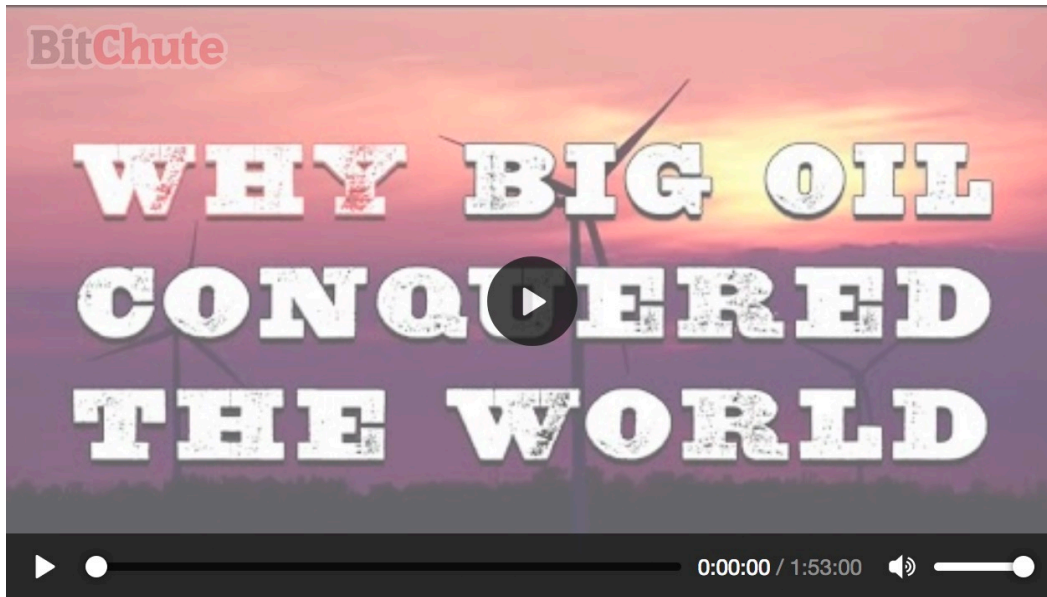 BitChute
WHY BIG OIL
CONQUERED
THE WORLD
0:00:00 / 1:53:00